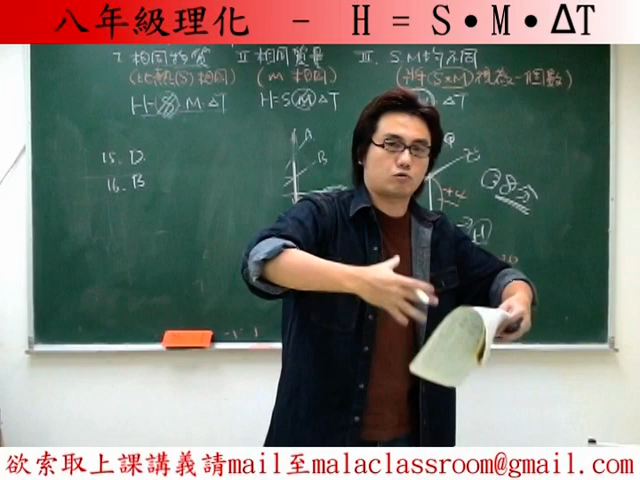 八年級理化 - H = S•M•ΔT
I. 相同物質 II 相同質量 III. S.M均不同
(比熱(S)相同) (m 相同) (將(S×M)視為一個數)
H=(S) M ΔT H=S(M)ΔT ΔT
A
B
Q
15. D.
16. B
38分
H
欲索取上課講義請mail至malaclassroom@gmail.com